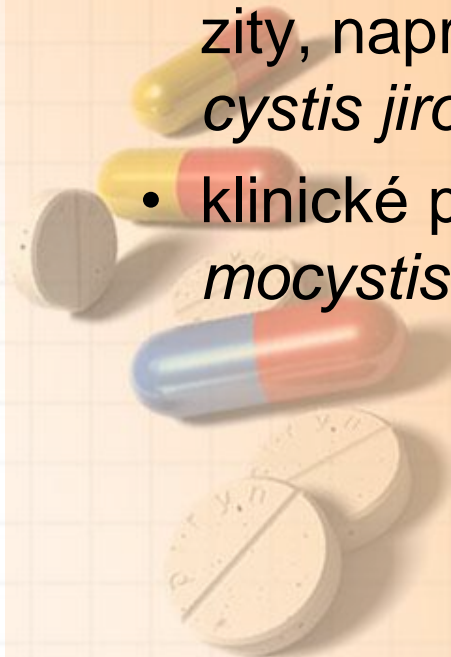 zity, napr
cystis jiro
• klinické p
mocystis